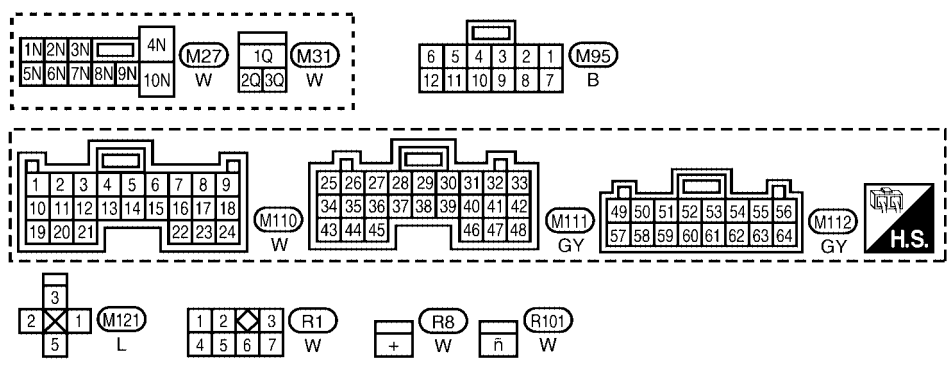 1N 2N 3N 4N
5N 6N 7N 8N 9N 10N
M27
W
1Q
2Q 3Q
M31
W
6 5 4 3 2 1
12 11 10 9 8 7
M95
B
1 2 3 4 5 6 7 8 9
10 11 12 13 14 15 16 17 18
19 20 21 22 23 24
M110
W
25 26 27 28 29 30 31 32 33
34 35 36 37 38 39 40 41 42
43 44 45 46 47 48
M111
GY
49 50 51 52 53 54 55 56
57 58 59 60 61 62 63 64
M112
GY
H.S.
3
2 1
5
M121
L
1 2 3
4 5 6 7
R1
W
+
R8
W
ñ
R101
W